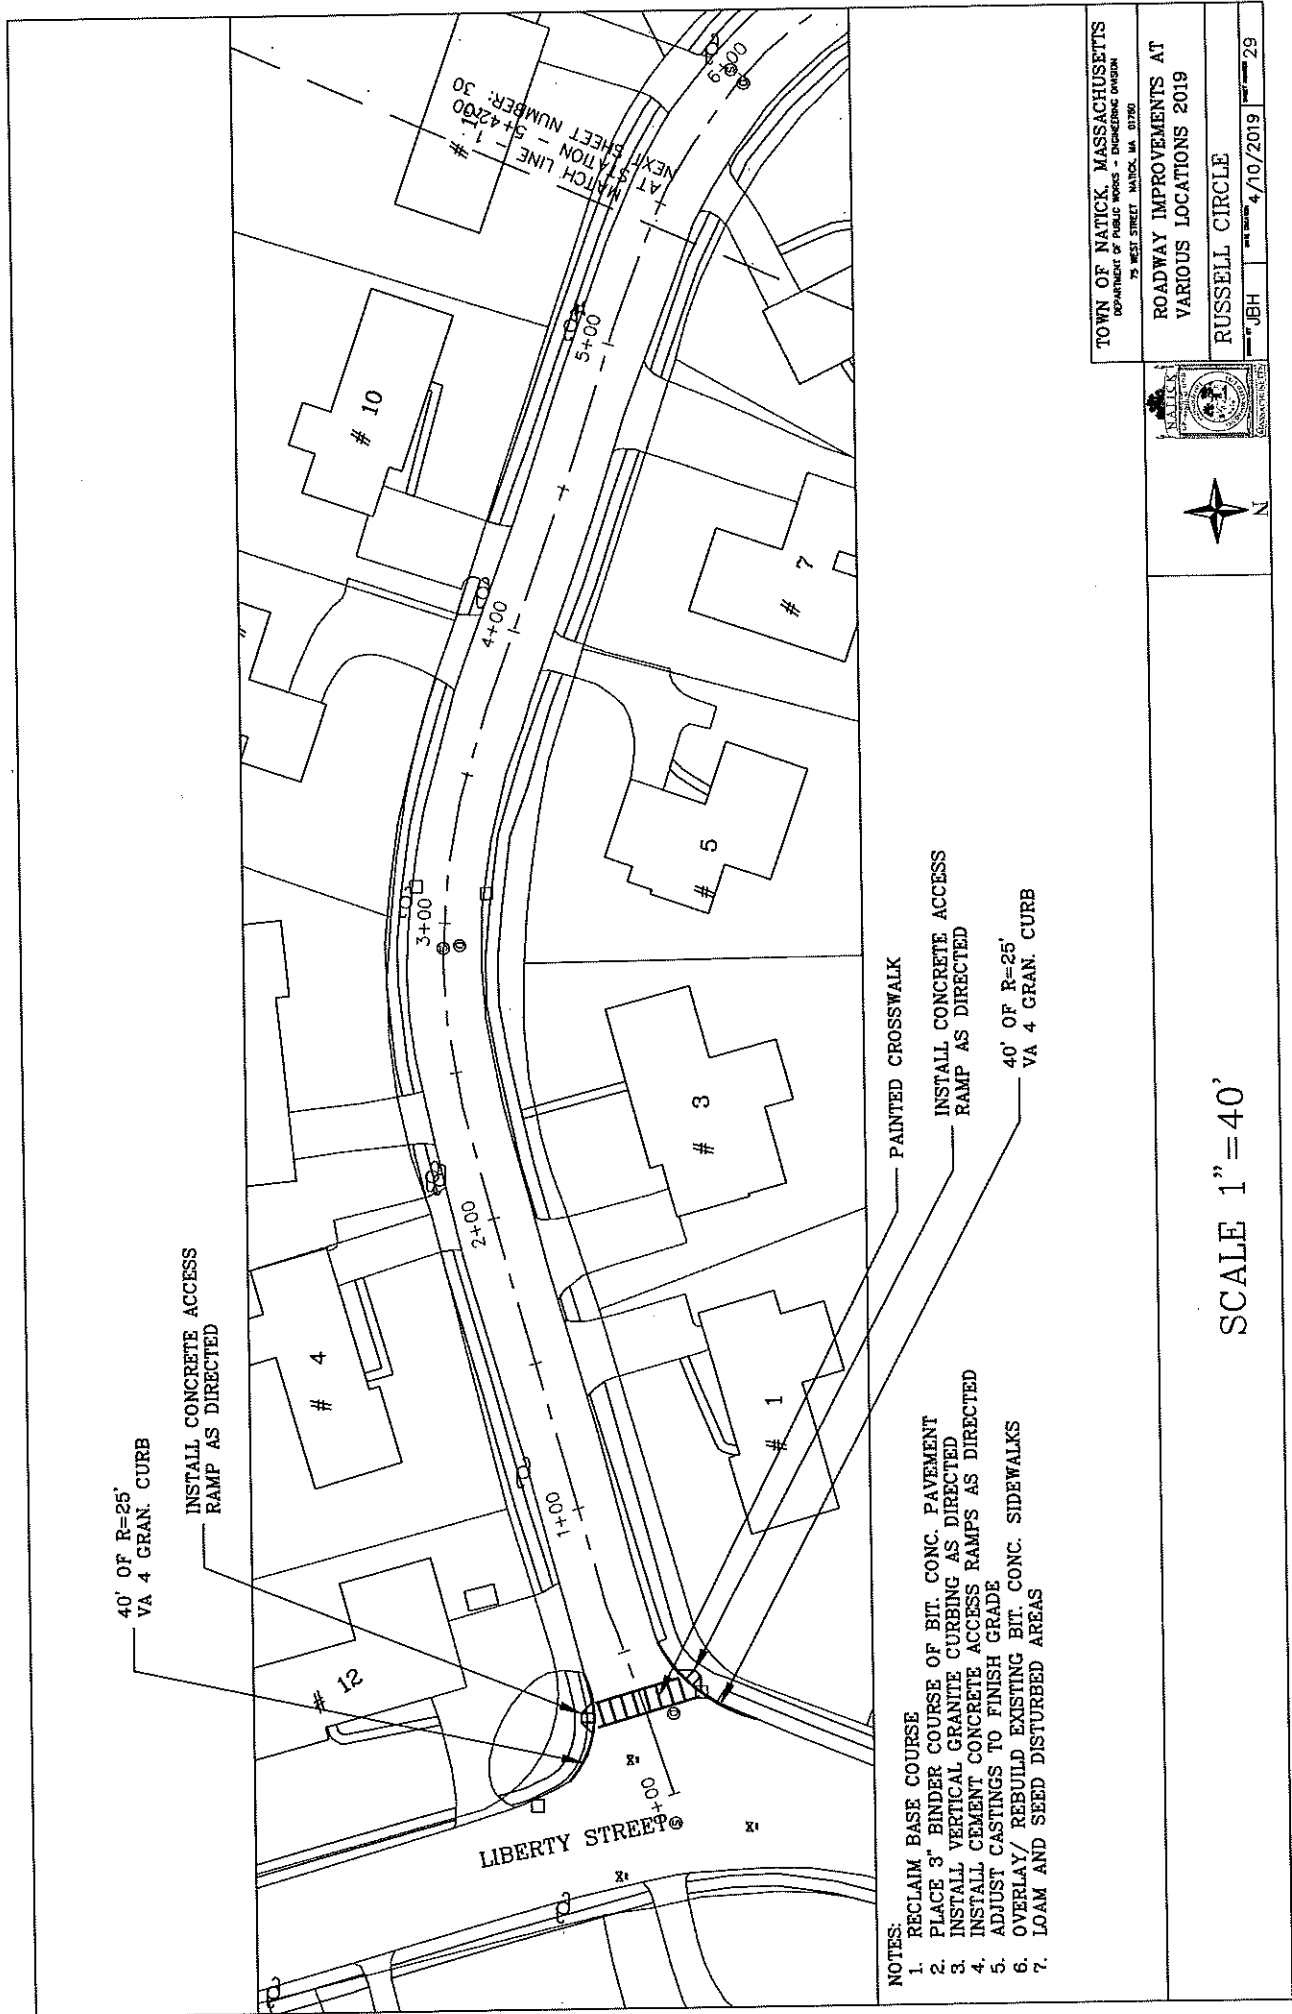 40' OF R=25'
VA 4 GRAN. CURB
INSTALL CONCRETE ACCESS
RAMP AS DIRECTED
# 12
# 4
# 10
MATCH LINE - 1
AT STATION - 5+42.00
NEXT SHEET NUMBER: 30
LIBERTY STREET
0+00
1+00
2+00
3+00
4+00
5+00
6+00
# 1
# 3
# 5
# 7
PAINTED CROSSWALK
INSTALL CONCRETE ACCESS
RAMP AS DIRECTED
40' OF R=25'
VA 4 GRAN. CURB
NOTES:
1. RECLAIM BASE COURSE
2. PLACE 3" BINDER COURSE OF BIT. CONC. PAVEMENT
3. INSTALL VERTICAL GRANITE CURBING AS DIRECTED
4. INSTALL CEMENT CONCRETE ACCESS RAMPS AS DIRECTED
5. ADJUST CASTINGS TO FINISH GRADE
6. OVERLAY/ REBUILD EXISTING BIT. CONC. SIDEWALKS
7. LOAM AND SEED DISTURBED AREAS
SCALE 1"=40'
N
NATICK
MASSACHUSETTS
TOWN OF NATICK, MASSACHUSETTS
DEPARTMENT OF PUBLIC WORKS - ENGINEERING DIVISION
75 WEST STREET NATICK, MA 01760
ROADWAY IMPROVEMENTS AT
VARIOUS LOCATIONS 2019
RUSSELL CIRCLE
JBH
4/10/2019
29